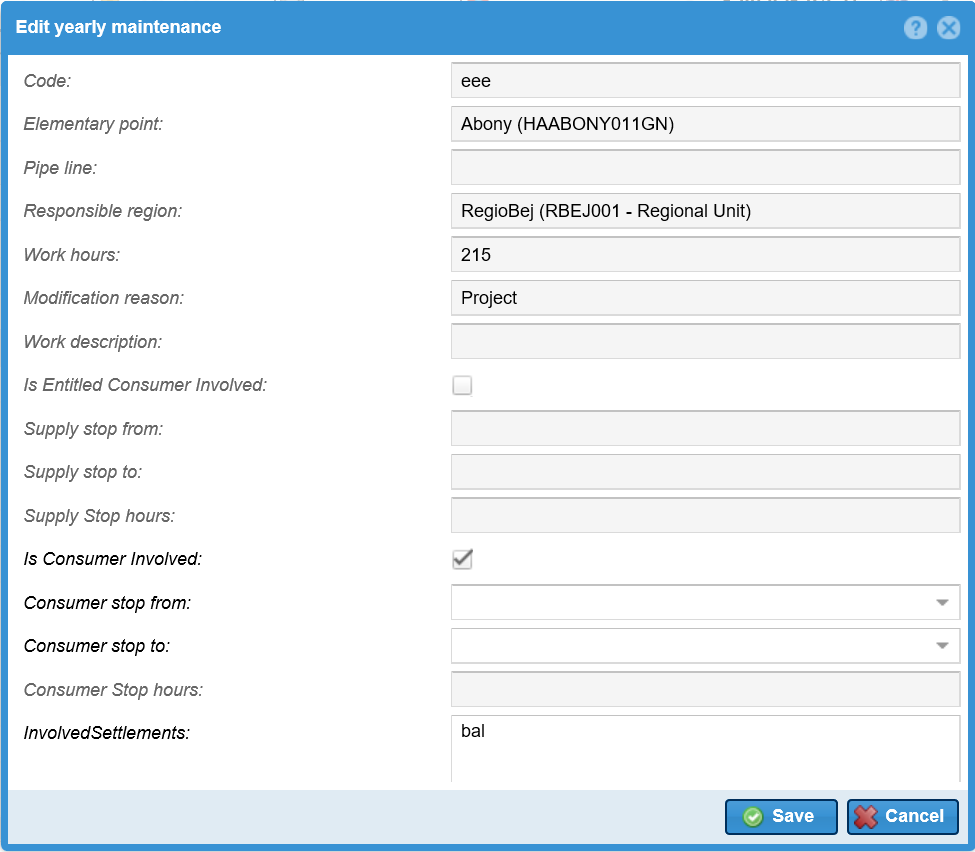 Edit yearly maintenance
Code: eee
Elementary point: Abony (HAABONY011GN)
Pipe line:
Responsible region: RegioBej (RBEJ001 - Regional Unit)
Work hours: 215
Modification reason: Project
Work description:
Is Entitled Consumer Involved:
Supply stop from:
Supply stop to:
Supply Stop hours:
Is Consumer Involved:
Consumer stop from:
Consumer stop to:
Consumer Stop hours:
InvolvedSettlements: bal
Save Cancel